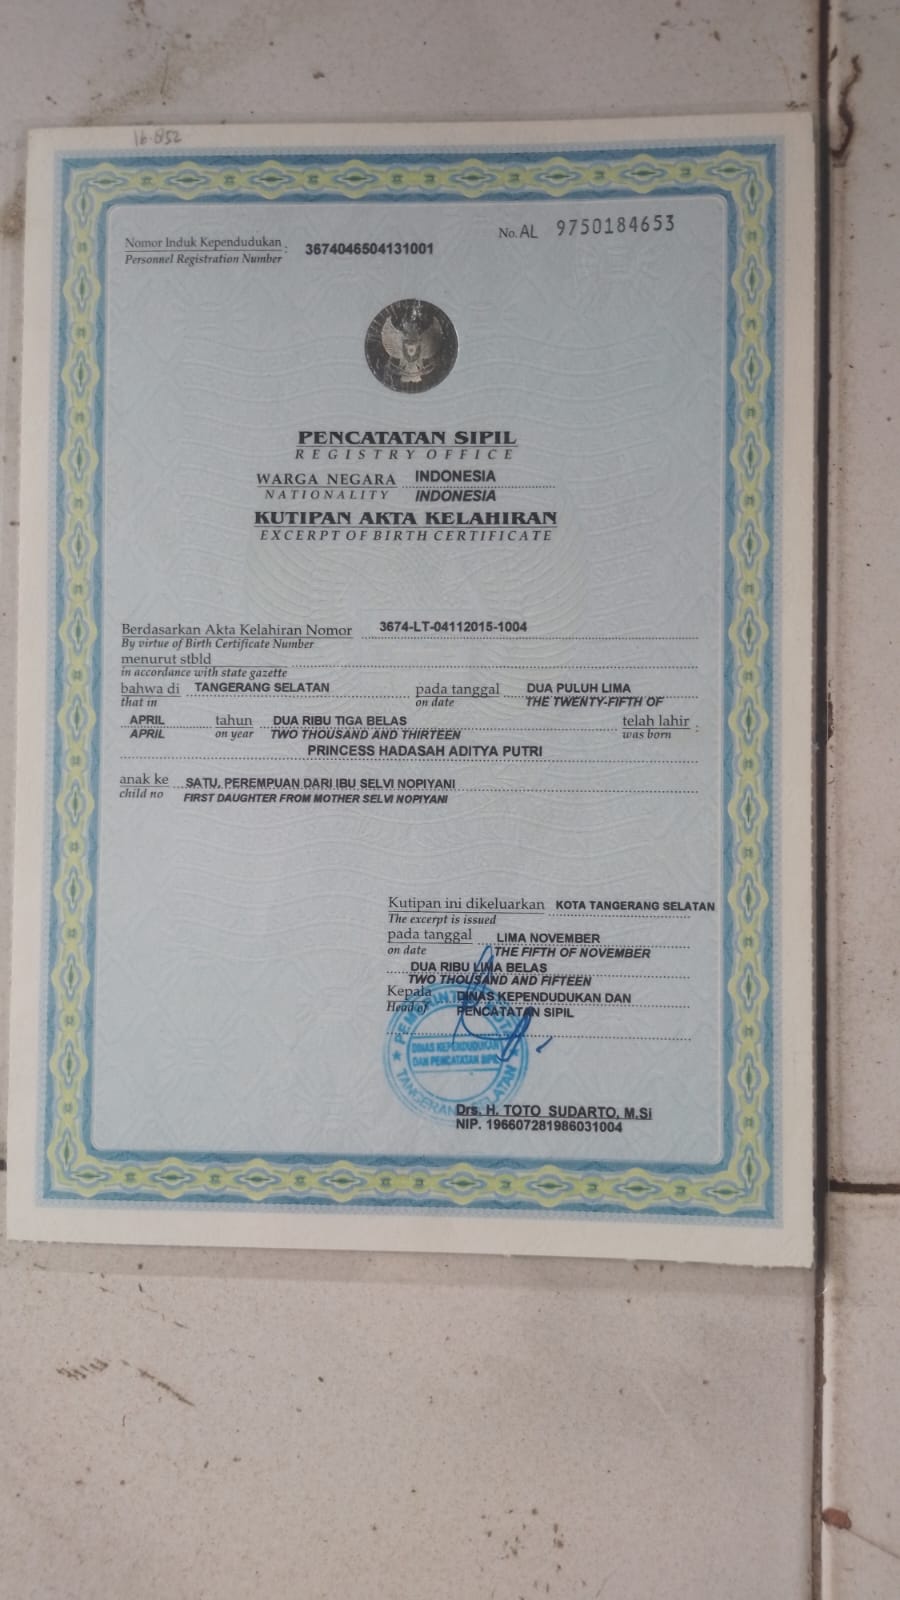 16.852
No. AL 9750184653
Nomor Induk Kependudukan : 3674046504131001
Personnel Registration Number
PENCATATAN SIPIL
REGISTRY OFFICE
WARGA NEGARA INDONESIA
NATIONALITY INDONESIA
KUTIPAN AKTA KELAHIRAN
EXCERPT OF BIRTH CERTIFICATE
Berdasarkan Akta Kelahiran Nomor 3674-LT-04112015-1004
By virtue of Birth Certificate Number
menurut stbld
in accordance with state gazette
bahwa di TANGERANG SELATAN pada tanggal DUA PULUH LIMA
that in on date THE TWENTY-FIFTH OF
APRIL tahun DUA RIBU TIGA BELAS telah lahir :
APRIL on year TWO THOUSAND AND THIRTEEN was born
PRINCESS HADASAH ADITYA PUTRI
anak ke SATU, PEREMPUAN DARI IBU SELVI NOPIYANI
child no FIRST DAUGHTER FROM MOTHER SELVI NOPIYANI
Kutipan ini dikeluarkan KOTA TANGERANG SELATAN
The excerpt is issued
pada tanggal LIMA NOVEMBER
on date THE FIFTH OF NOVEMBER
DUA RIBU LIMA BELAS
TWO THOUSAND AND FIFTEEN
Kepala DINAS KEPENDUDUKAN DAN
Head of PENCATATAN SIPIL
DINAS KEPENDUDUKAN
DAN PENCATATAN SIPIL
TANGERANG SELATAN
Drs. H. TOTO SUDARTO, M.Si
NIP. 196607281986031004